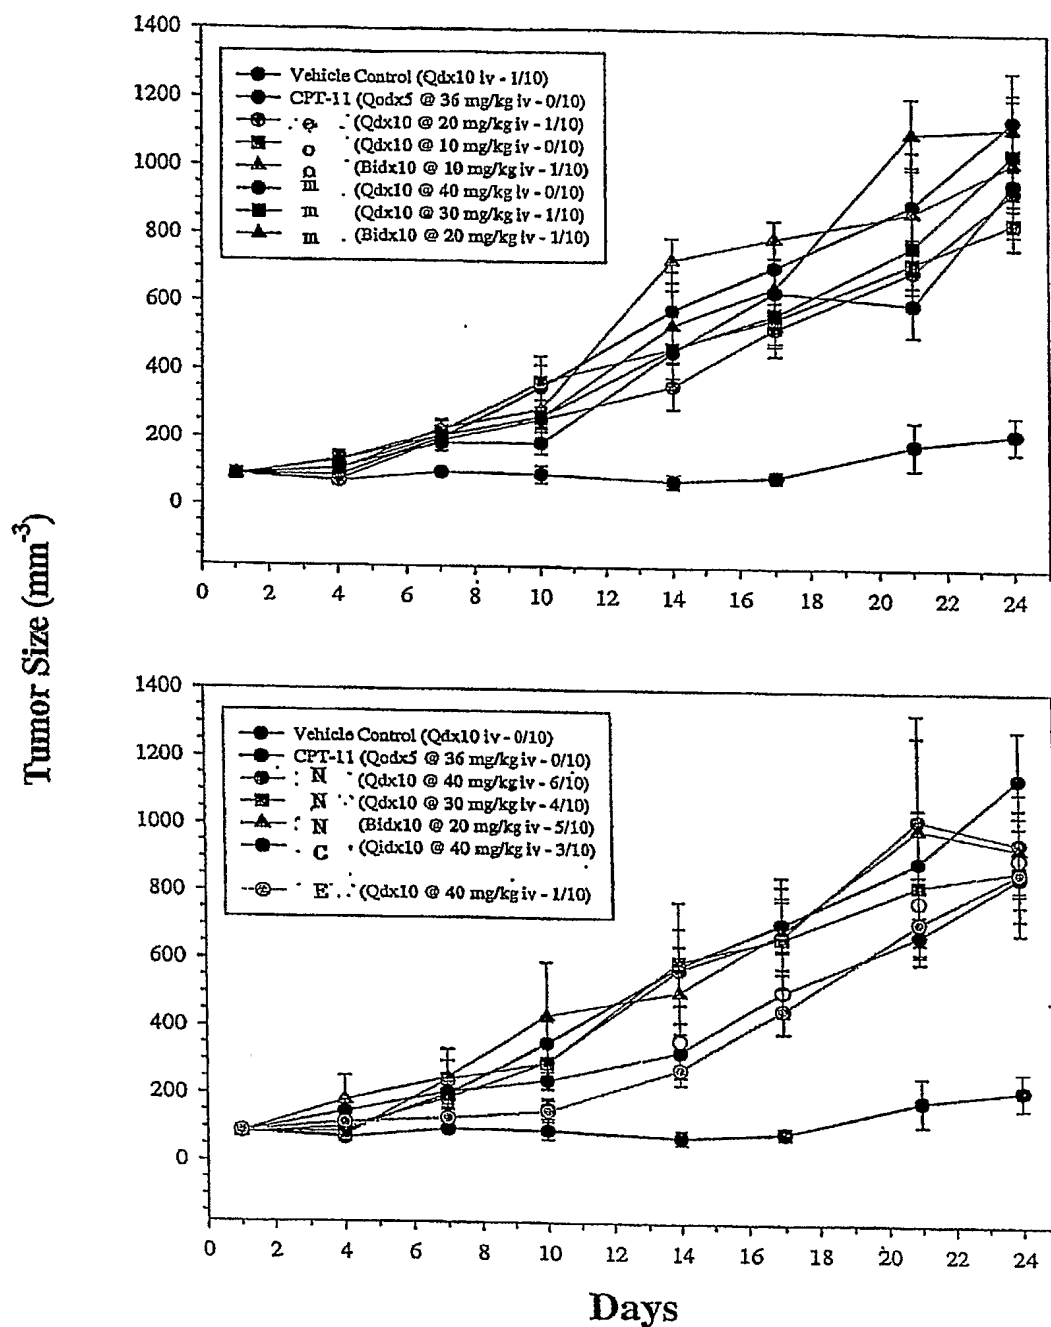 Tumor Size (mm-3)
1400
1200
1000
800
600
400
200
0
Vehicle Control (Qdx10 iv - 1/10)
CPT-11 (Qodx5 @ 36 mg/kg iv - 0/10)
e (Qdx10 @ 20 mg/kg iv - 1/10)
o (Qdx10 @ 10 mg/kg iv - 0/10)
o (Bidx10 @ 10 mg/kg iv - 1/10)
m (Qdx10 @ 40 mg/kg iv - 0/10)
m (Qdx10 @ 30 mg/kg iv - 1/10)
m (Bidx10 @ 20 mg/kg iv - 1/10)
0 2 4 6 8 10 12 14 16 18 20 22 24
1400
1200
1000
800
600
400
200
0
Vehicle Control (Qdx10 iv - 0/10)
CPT-11 (Qodx5 @ 36 mg/kg iv - 0/10)
N (Qdx10 @ 40 mg/kg iv - 6/10)
N (Qdx10 @ 30 mg/kg iv - 4/10)
N (Bidx10 @ 20 mg/kg iv - 5/10)
C (Qidx10 @ 40 mg/kg iv - 3/10)
E (Qdx10 @ 40 mg/kg iv - 1/10)
0 2 4 6 8 10 12 14 16 18 20 22 24
Days